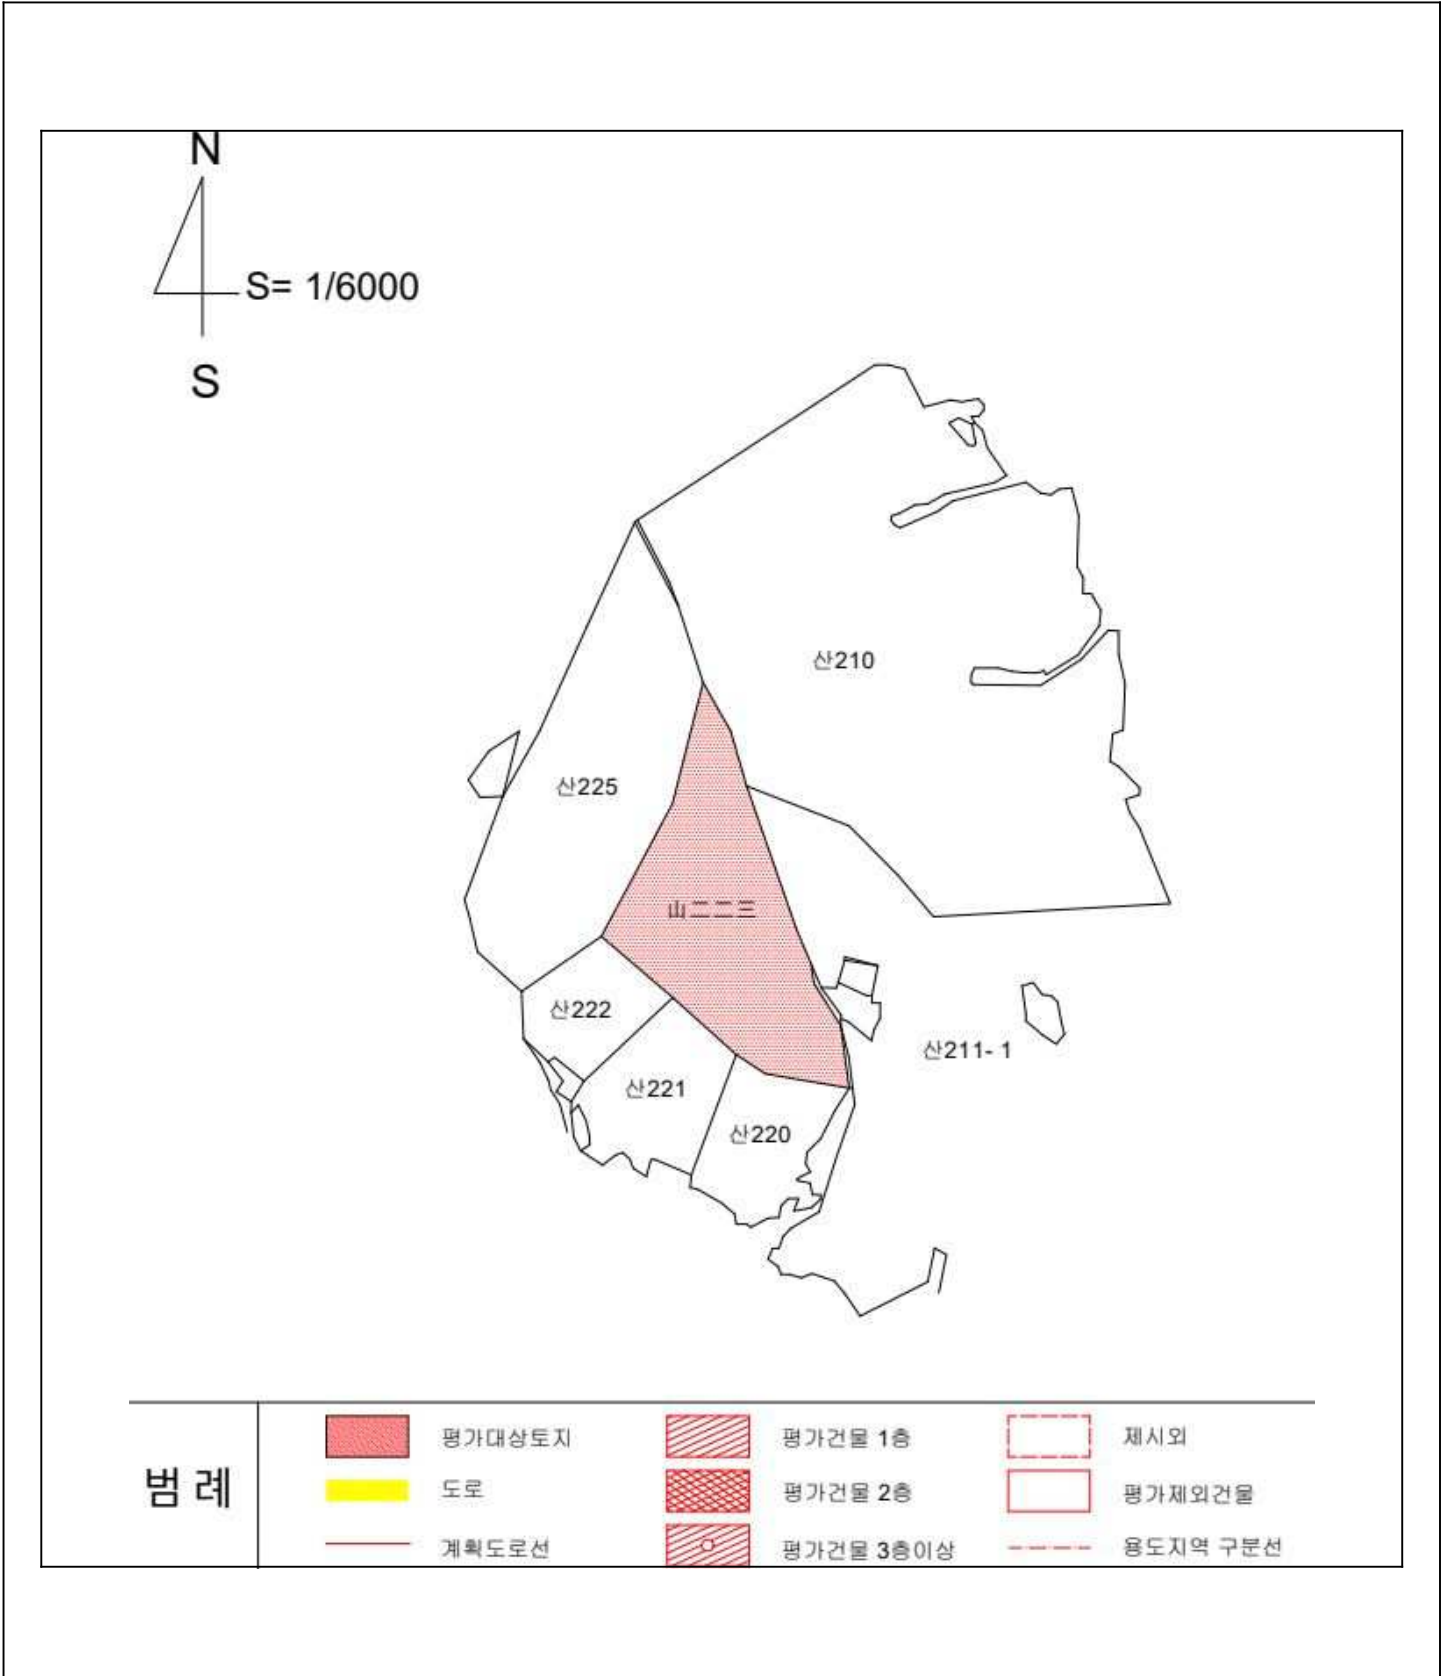 N
S= 1/6000
S
산210
산225
山二二三
산222
산211- 1
산221
산220
범 례
평가대상토지
평가건물 1층
제시외
도로
평가건물 2층
평가제외건물
계획도로선
평가건물 3층이상
용도지역 구분선